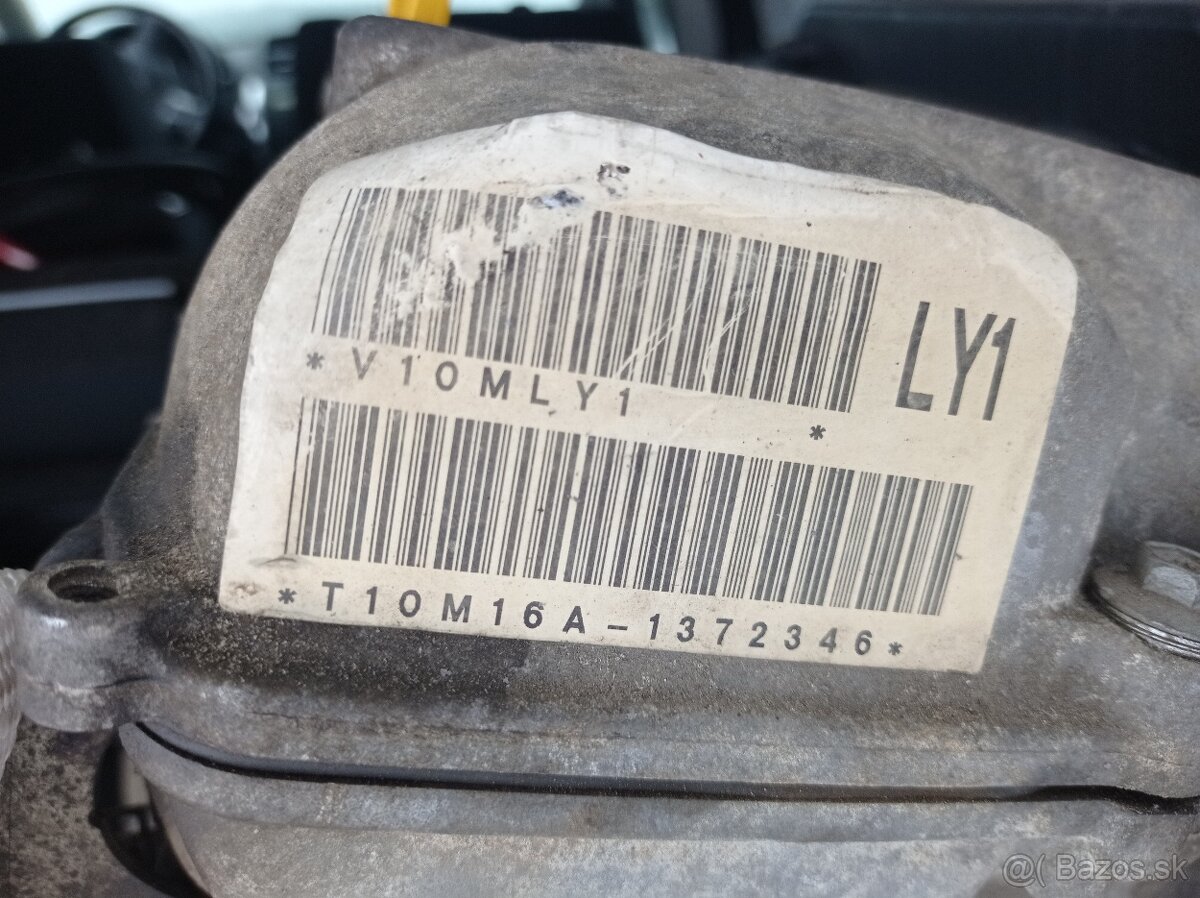 LY1
* V10MLY1 *
*T10M16A-1372346*
@( Bazos.sk